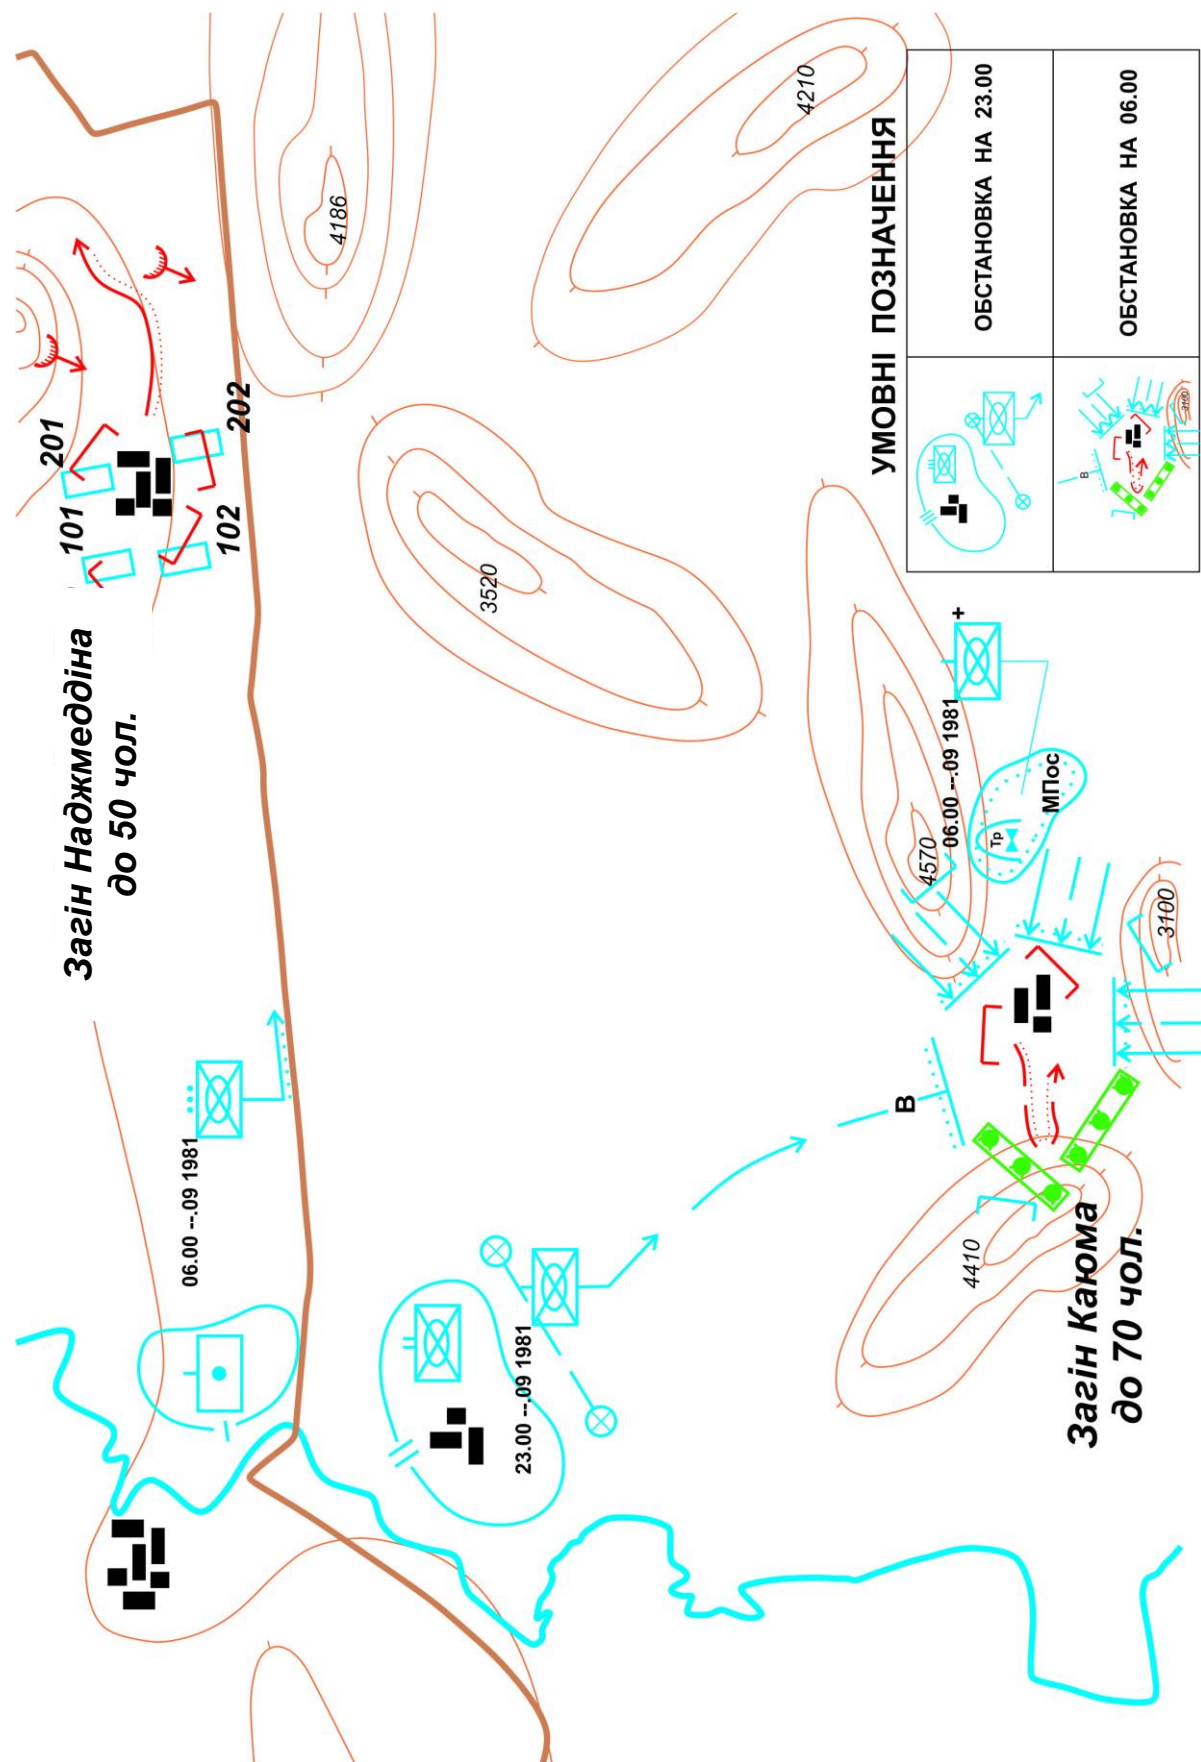 4186
4210
201
202
101
102
3520
Загін Наджмеддіна
до 50 чол.
УМОВНІ ПОЗНАЧЕННЯ
ОБСТАНОВКА НА 23.00
ОБСТАНОВКА НА 06.00
В
3100
06.00 --.09 1981
+
4570
Тр
МПос
3100
06.00 --.09 1981
В
4410
23.00 --.09 1981
Загін Каюма
до 70 чол.